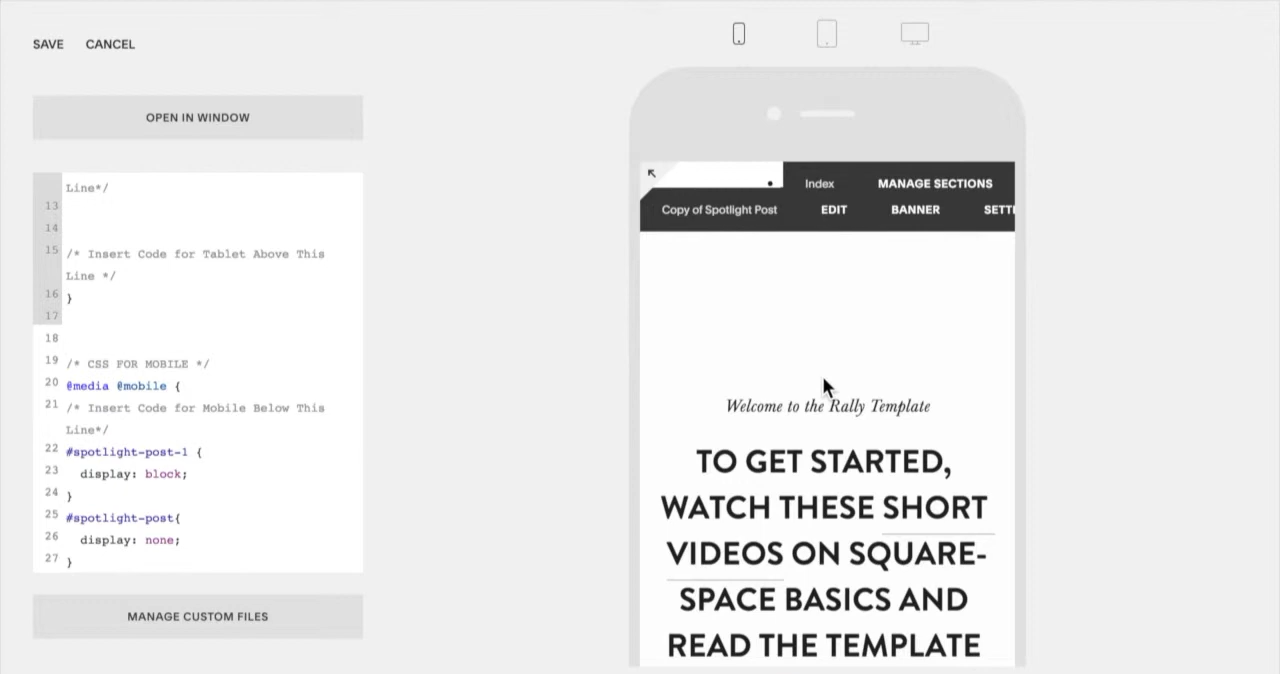 SAVE CANCEL
OPEN IN WINDOW
Line*/
13
14
15 /* Insert Code for Tablet Above This
Line */
16 }
17
18
19 /* CSS FOR MOBILE */
20 @media @mobile {
21 /* Insert Code for Mobile Below This
Line*/
22 #spotlight-post-1 {
23 display: block;
24 }
25 #spotlight-post{
26 display: none;
27 }
MANAGE CUSTOM FILES
Index MANAGE SECTIONS
Copy of Spotlight Post EDIT BANNER SETTI
Welcome to the Rally Template
TO GET STARTED,
WATCH THESE SHORT
VIDEOS ON SQUARE-
SPACE BASICS AND
READ THE TEMPLATE